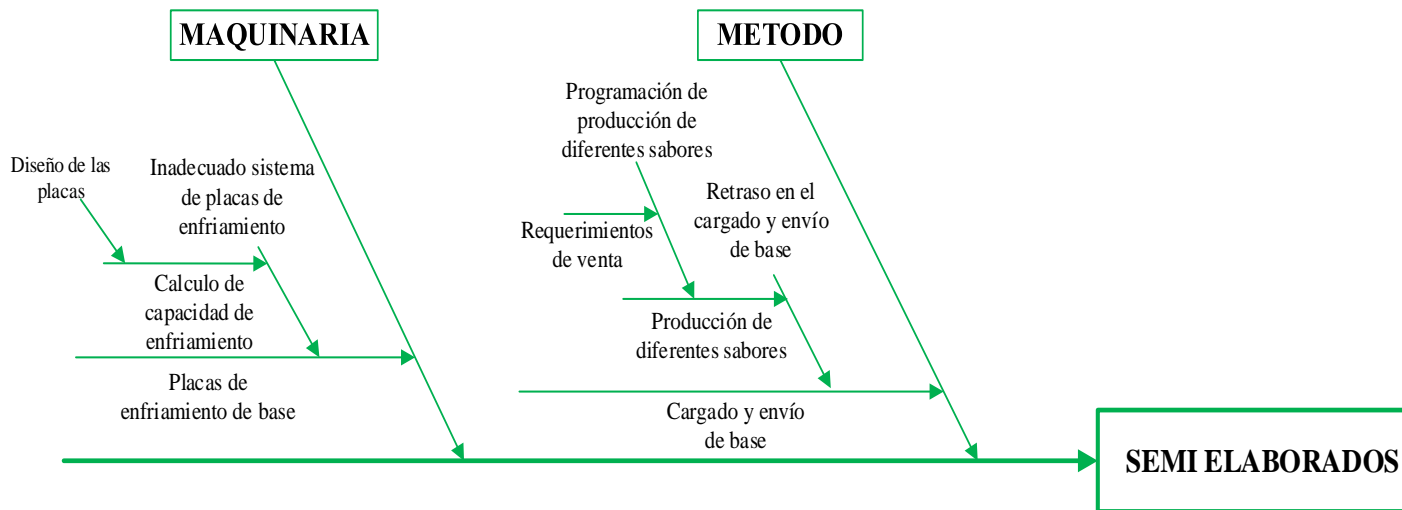 MAQUINARIA
METODO
Programación de
producción de
diferentes sabores
Diseño de las
placas
Inadecuado sistema
de placas de
enfriamiento
Retraso en el
cargado y envío
de base
Requerimientos
de venta
Calculo de
capacidad de
enfriamiento
Producción de
diferentes sabores
Placas de
enfriamiento de base
Cargado y envío
de base
SEMI ELABORADOS